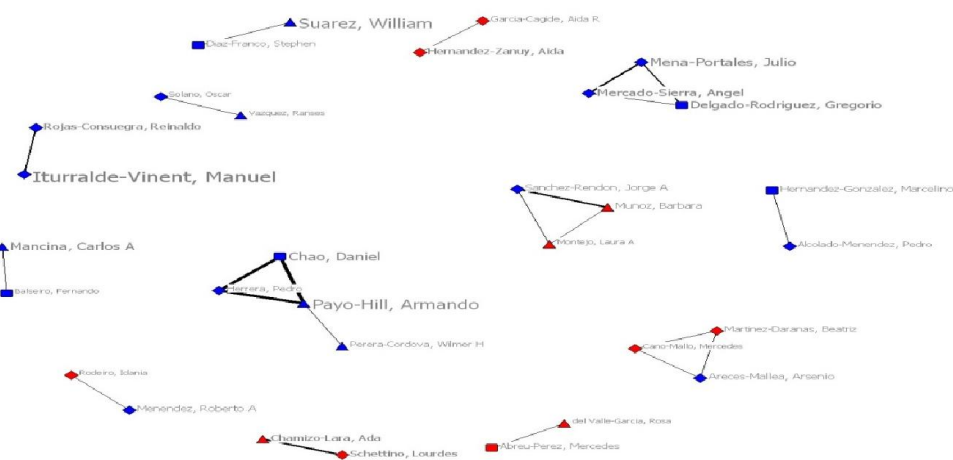 Suarez, William
Garcia-Cagide, Aida R
Diaz-Franco, Stephen
Hernandez-Zanuy, Aida
Mena-Portales, Julio
Solano, Oscar
Mercado-Sierra, Angel
Delgado-Rodriguez, Gregorio
Vazquez, Ranses
Rojas-Consuegra, Reinaldo
Iturralde-Vinent, Manuel
Sanchez-Rendon, Jorge A
Hernandez-Gonzalez, Marcelino
Munoz, Barbara
Montejo, Laura A
Alcolado-Menendez, Pedro
Mancina, Carlos A
Chao, Daniel
Balseiro, Fernando
Herrera, Pedro
Payo-Hill, Armando
Martinez-Daranas, Beatriz
Perera-Cordova, Wilmer M
Cano-Mallo, Mercedes
Rodeiro, Idania
Areces-Mallea, Arsenio
Menendez, Roberto A
del Valle-Garcia, Rosa
Chamizo-Lara, Ada
Abreu-Perez, Mercedes
Schettino, Lourdes